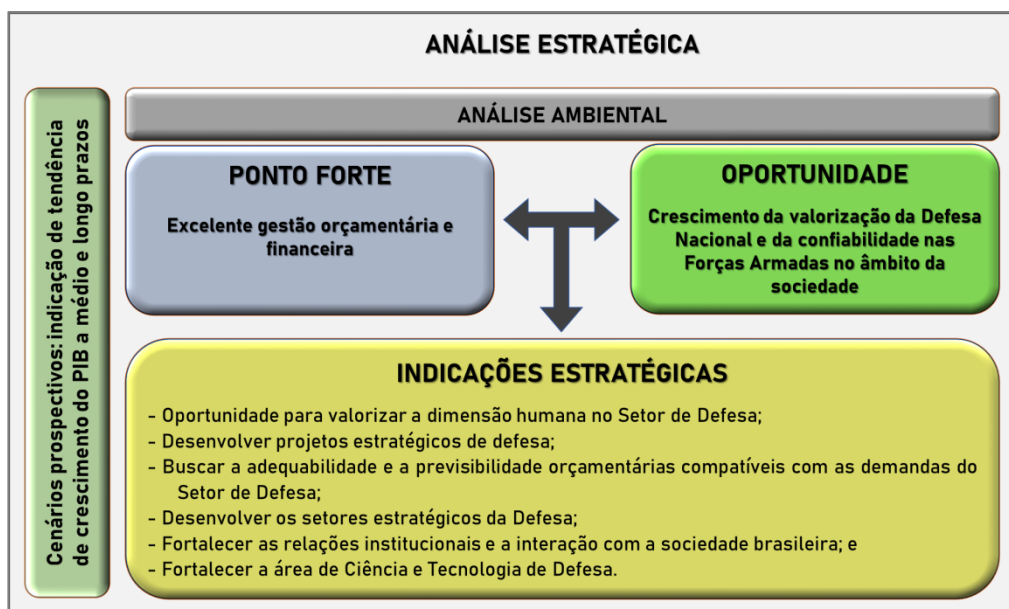 ANÁLISE ESTRATÉGICA
Cenários prospectivos: indicação de tendência
de crescimento do PIB a médio e longo prazos
ANÁLISE AMBIENTAL
PONTO FORTE
Excelente gestão orçamentária e
financeira
OPORTUNIDADE
Crescimento da valorização da Defesa
Nacional e da confiabilidade nas
Forças Armadas no âmbito da
sociedade
INDICAÇÕES ESTRATÉGICAS
- Oportunidade para valorizar a dimensão humana no Setor de Defesa;
- Desenvolver projetos estratégicos de defesa;
- Buscar a adequabilidade e a previsibilidade orçamentárias compatíveis com as demandas do
Setor de Defesa;
- Desenvolver os setores estratégicos da Defesa;
- Fortalecer as relações institucionais e a interação com a sociedade brasileira; e
- Fortalecer a área de Ciência e Tecnologia de Defesa.